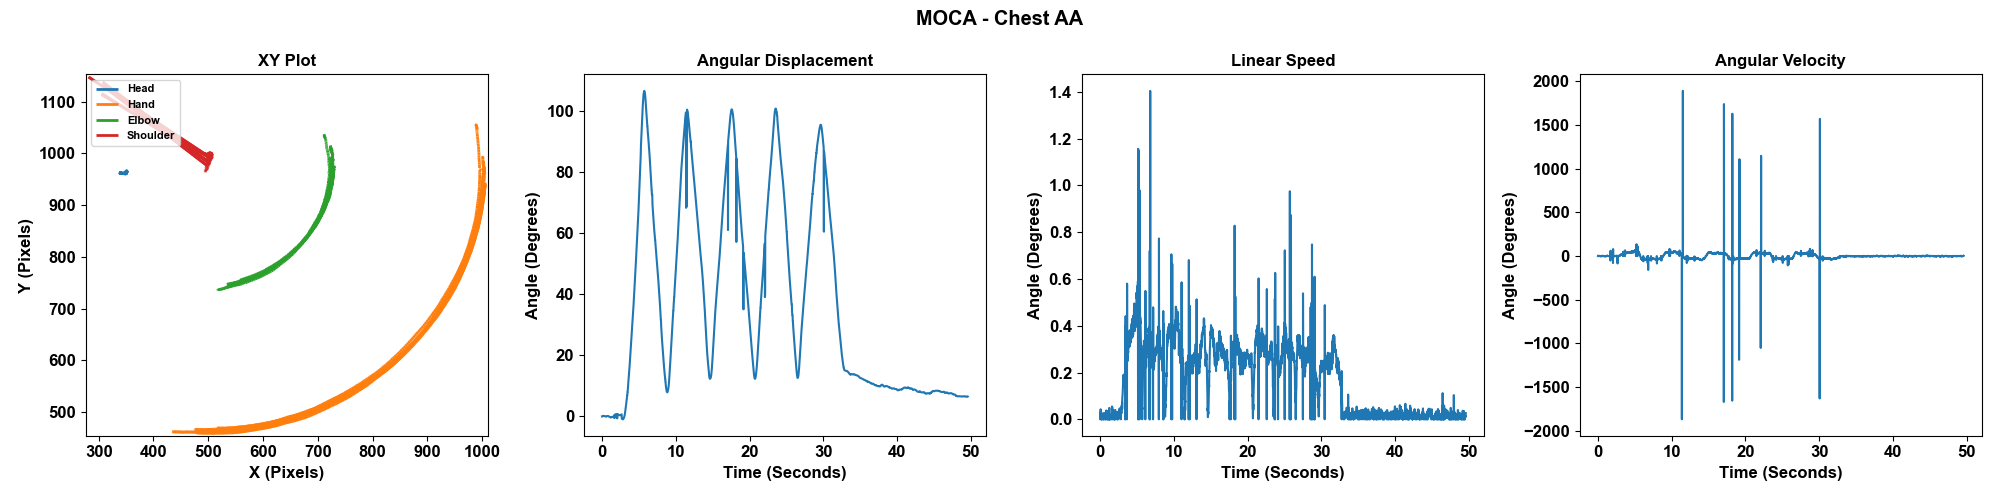 MOCA - Chest AA
XY Plot
Y (Pixels)
1100
1000
900
800
700
600
500
Head
Hand
Elbow
Shoulder
300 400 500 600 700 800 900 1000
X (Pixels)
Angular Displacement
Angle (Degrees)
100
80
60
40
20
0
0 10 20 30 40 50
Time (Seconds)
Linear Speed
Angle (Degrees)
1.4
1.2
1.0
0.8
0.6
0.4
0.2
0.0
0 10 20 30 40 50
Time (Seconds)
Angular Velocity
Angle (Degrees)
2000
1500
1000
500
0
−500
−1000
−1500
−2000
0 10 20 30 40 50
Time (Seconds)